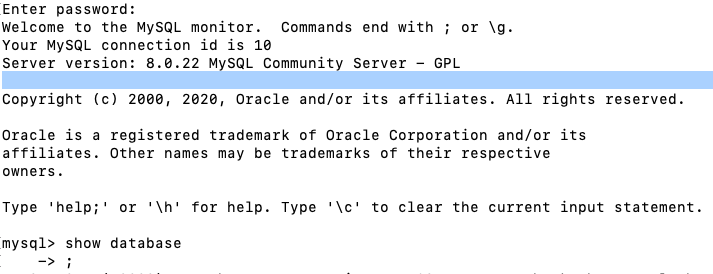 Enter password:
Welcome to the MySQL monitor.  Commands end with ; or \g.
Your MySQL connection id is 10
Server version: 8.0.22 MySQL Community Server - GPL
Copyright (c) 2000, 2020, Oracle and/or its affiliates. All rights reserved.
Oracle is a registered trademark of Oracle Corporation and/or its
affiliates. Other names may be trademarks of their respective
owners.
Type 'help;' or '\h' for help. Type '\c' to clear the current input statement.
[mysql> show database
[    -> ;